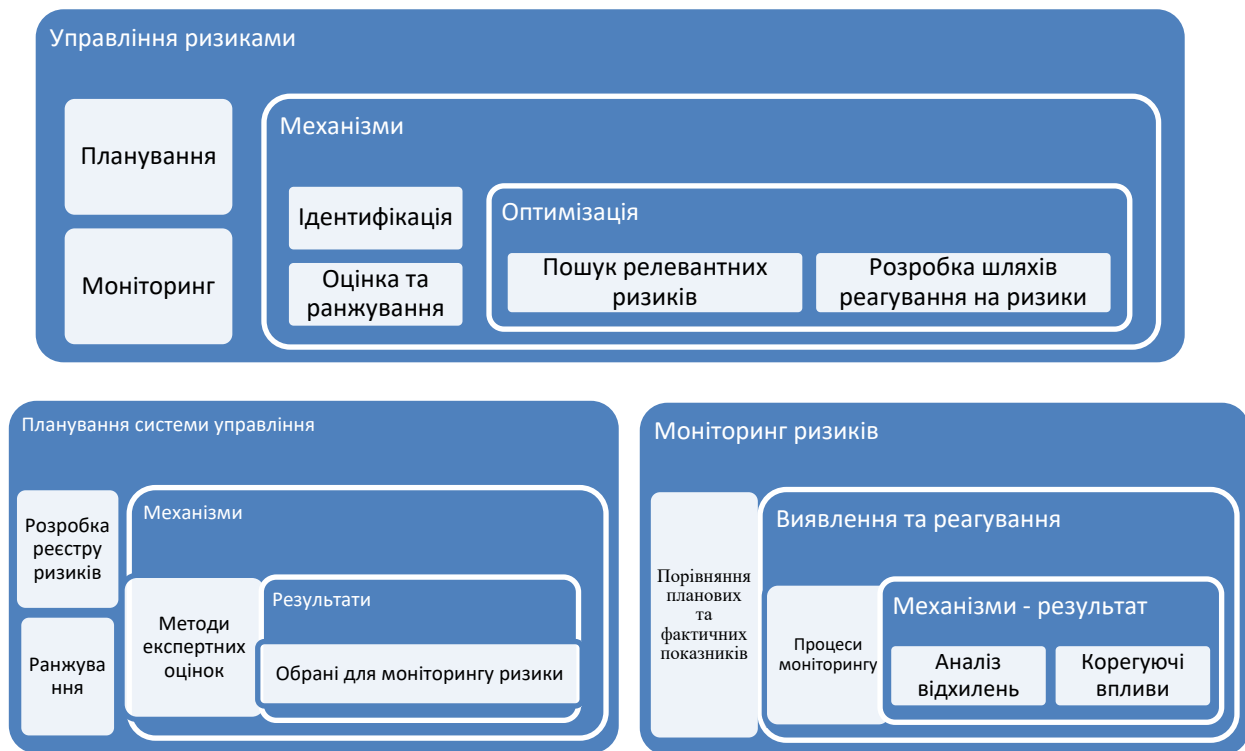 Управління ризиками
Планування
Моніторинг
Механізми
Ідентифікація
Оцінка та
ранжування
Оптимізація
Пошук релевантних
ризиків
Розробка шляхів
реагування на ризики
Планування системи управління
Розробка
реєстру
ризиків
Ранжува
ння
Механізми
Методи
експертних
оцінок
Результати
Обрані для моніторингу ризики
Моніторинг ризиків
Порівняння
планових
та
фактичних
показників
Виявлення та реагування
Процеси
моніторингу
Механізми - результат
Аналіз
відхилень
Корегуючі
впливи